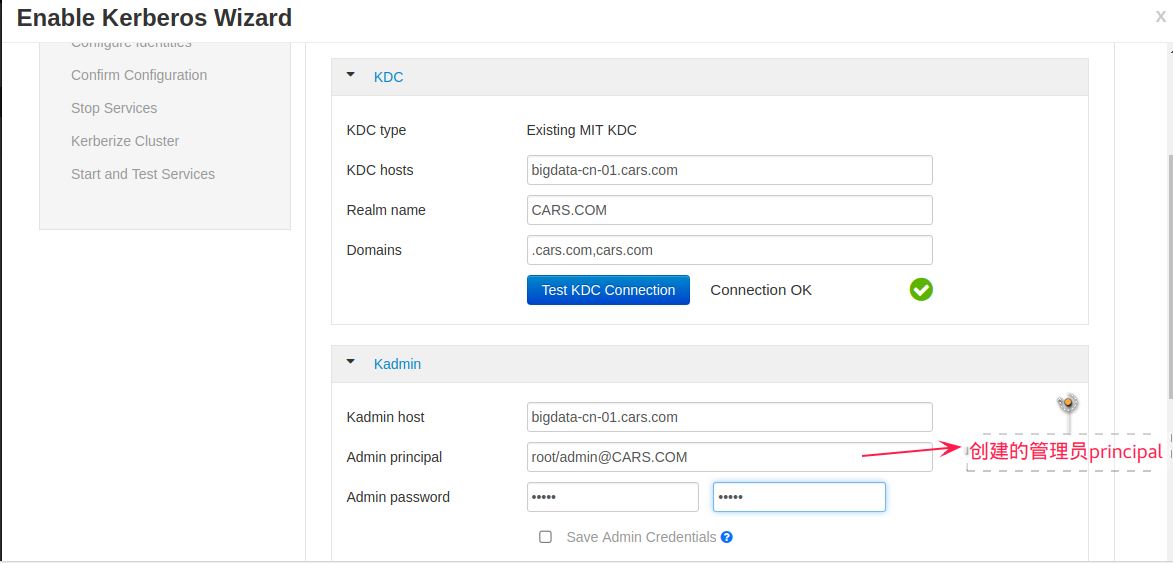 Enable Kerberos Wizard
x
Configure Identities
Confirm Configuration
Stop Services
Kerberize Cluster
Start and Test Services
KDC
KDC type Existing MIT KDC
KDC hosts bigdata-cn-01.cars.com
Realm name CARS.COM
Domains .cars.com,cars.com
Test KDC Connection Connection OK
Kadmin
Kadmin host bigdata-cn-01.cars.com
Admin principal root/admin@CARS.COM 创建的管理员principal
Admin password ••••• •••••
Save Admin Credentials ?